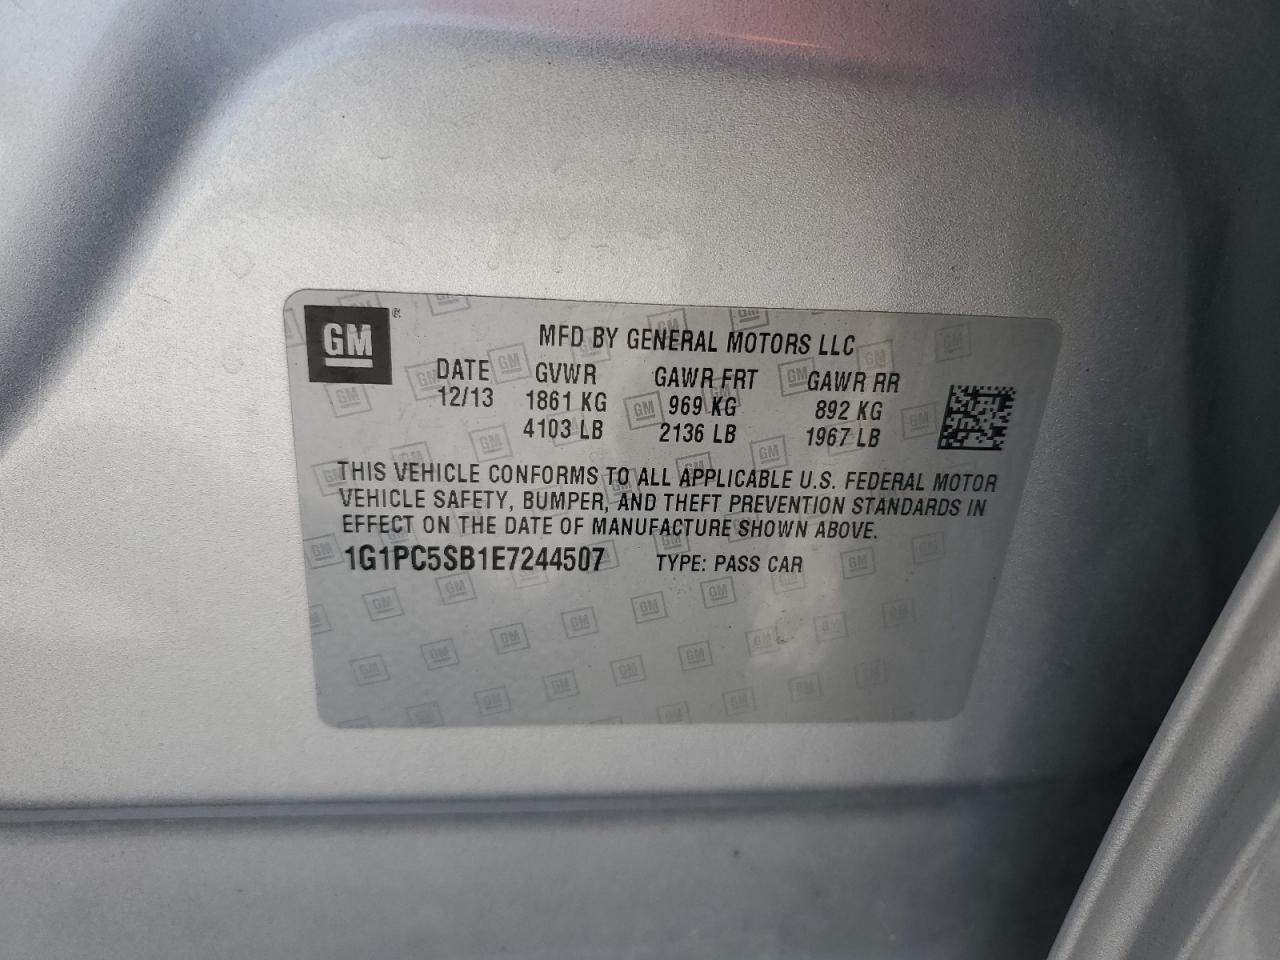 GM
MFD BY GENERAL MOTORS LLC
DATE GVWR GAWR FRT GAWR RR
12/13 1861 KG 969 KG 892 KG
4103 LB 2136 LB 1967 LB
THIS VEHICLE CONFORMS TO ALL APPLICABLE U.S. FEDERAL MOTOR
VEHICLE SAFETY, BUMPER, AND THEFT PREVENTION STANDARDS IN
EFFECT ON THE DATE OF MANUFACTURE SHOWN ABOVE.
1G1PC5SB1E7244507 TYPE: PASS CAR